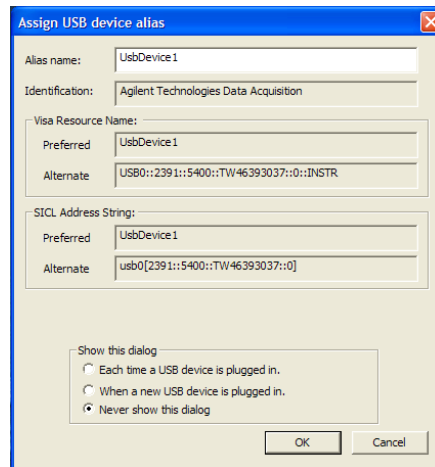 Assign USB device alias
Alias name: UsbDevice1
Identification: Agilent Technologies Data Acquisition
Visa Resource Name:
Preferred UsbDevice1
Alternate USB0::2391::5400::TW46393037::0::INSTR
SICL Address String:
Preferred UsbDevice1
Alternate usb0[2391::5400::TW46393037::0]
Show this dialog
Each time a USB device is plugged in.
When a new USB device is plugged in.
Never show this dialog
OK Cancel